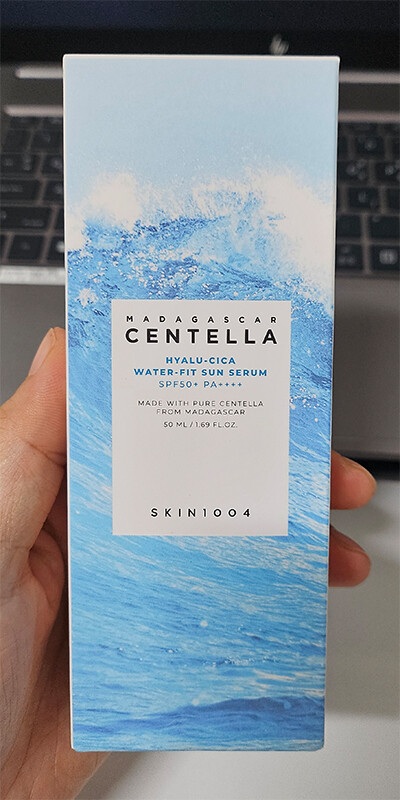 MADAGASCAR
CENTELLA
HYALU-CICA
WATER-FIT SUN SERUM
SPF50+ PA++++
MADE WITH PURE CENTELLA
FROM MADAGASCAR
50 ML / 1.69 FL.OZ.
SKIN1004